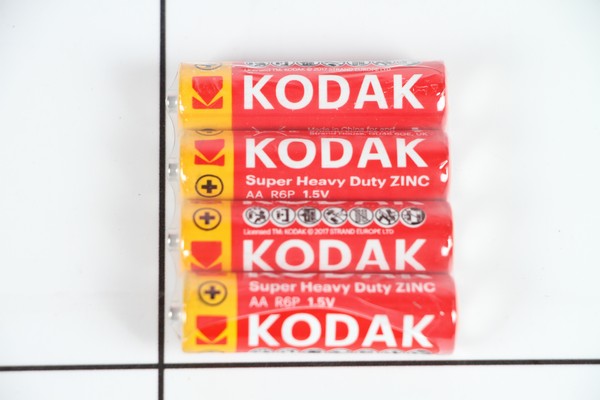 KODAK
KODAK
Super Heavy Duty ZINC
AA R6P 1.5V
Licensed TM: KODAK © 2017 STRAND EUROPE LTD
KODAK
Super Heavy Duty ZINC
AA R6P 1.5V
KODAK